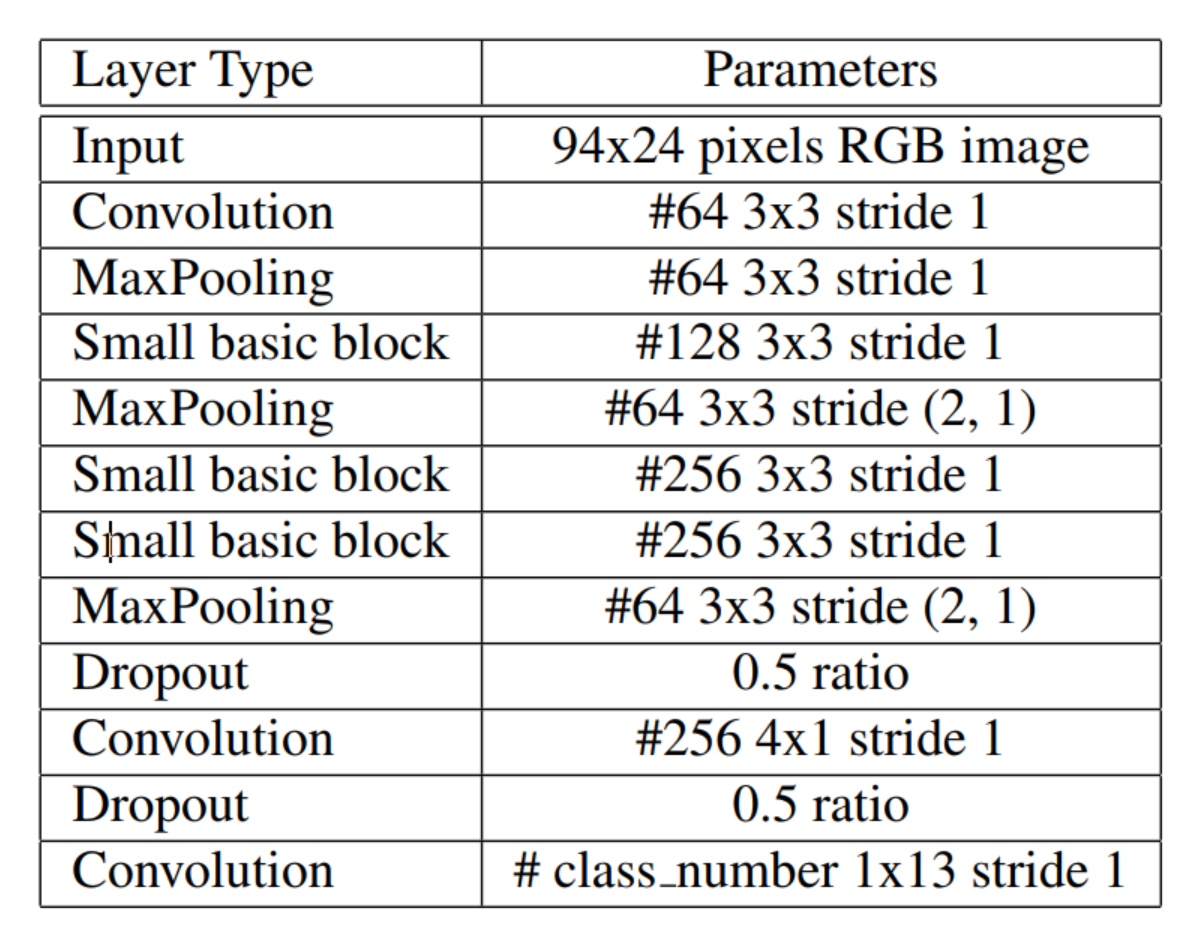 Layer Type Parameters
Input 94x24 pixels RGB image
Convolution #64 3x3 stride 1
MaxPooling #64 3x3 stride 1
Small basic block #128 3x3 stride 1
MaxPooling #64 3x3 stride (2, 1)
Small basic block #256 3x3 stride 1
Small basic block #256 3x3 stride 1
MaxPooling #64 3x3 stride (2, 1)
Dropout 0.5 ratio
Convolution #256 4x1 stride 1
Dropout 0.5 ratio
Convolution # class_number 1x13 stride 1